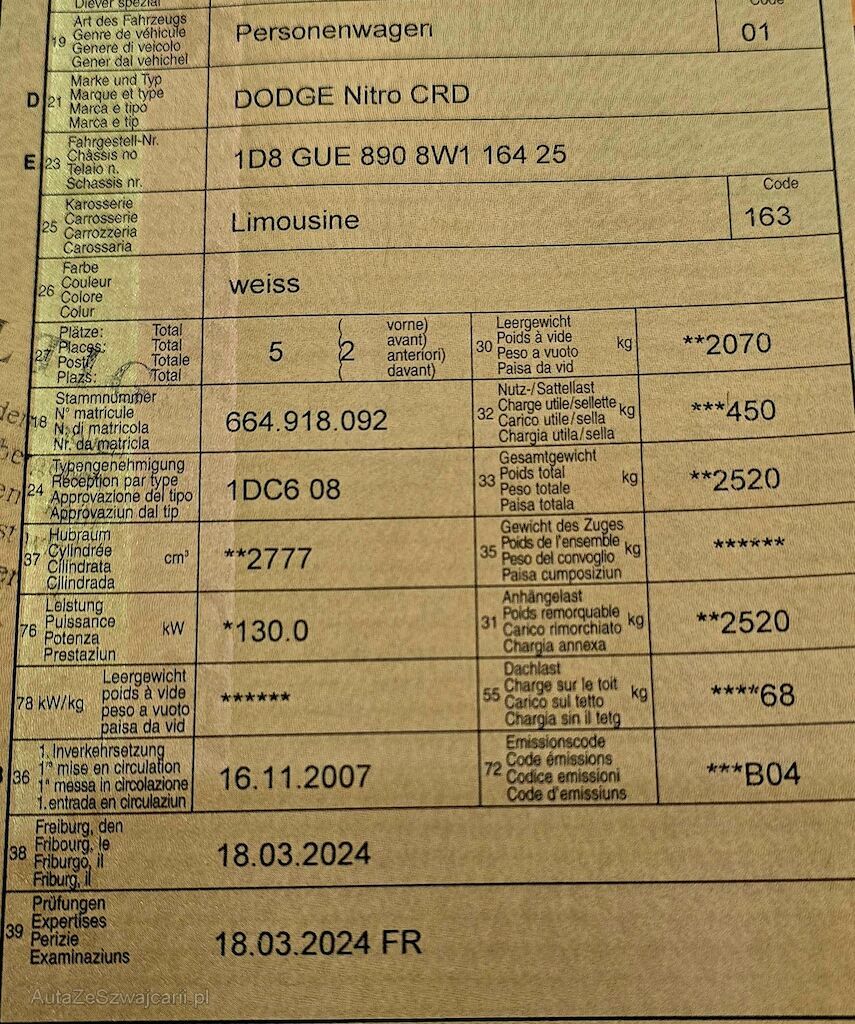 Diever spezial
Code
19 Art des Fahrzeugs
Genre de véhicule
Genere di veicolo
Gener dal vehichel
Personenwagen
01
D 21 Marke und Typ
Marque et type
Marca e tipo
Marca e tip
DODGE Nitro CRD
E 23 Fahrgestell-Nr.
Châssis no
Telaio n.
Schassis nr.
1D8 GUE 890 8W1 164 25
25 Karosserie
Carrosserie
Carrozzeria
Carossaria
Limousine
Code
163
26 Farbe
Couleur
Colore
Colur
weiss
27 Plätze: Total
Places: Total
Posti: Totale
Plazs: Total
5 ( 2 vorne)
( avant)
( anteriori)
( davant)
30 Leergewicht
Poids à vide
Peso a vuoto
Paisa da vid
kg
**2070
18 Stammnummer
N° matricule
N. di matricola
Nr. da matricla
664.918.092
32 Nutz-/Sattellast
Charge utile/sellette
Carico utile/sella
Chargia utila/sella
kg
***450
24 Typengenehmigung
Réception par type
Approvazione del tipo
Approvaziun dal tip
1DC6 08
33 Gesamtgewicht
Poids total
Peso totale
Paisa totala
kg
**2520
37 Hubraum
Cylindrée
Cilindrata
Cilindrada
cm³
**2777
35 Gewicht des Zuges
Poids de l'ensemble
Peso del convoglio
Paisa cumposiziun
kg
******
76 Leistung
Puissance
Potenza
Prestaziun
kW
*130.0
31 Anhängelast
Poids remorquable
Carico rimorchiato
Chargia annexa
kg
**2520
78 kW/kg
Leergewicht
poids à vide
peso a vuoto
paisa da vid
******
55 Dachlast
Charge sur le toit
Carico sul tetto
Chargia sin il tetg
kg
****68
36 1. Inverkehrsetzung
1re mise en circulation
1a messa in circolazione
1. entrada en circulaziun
16.11.2007
72 Emissionscode
Code émissions
Codice emissioni
Code d'emissiuns
***B04
38 Freiburg, den
Fribourg, le
Friburgo, il
Friburg, il
18.03.2024
39 Prüfungen
Expertises
Perizie
Examinaziuns
18.03.2024 FR
AutaZeSzwajcarii.pl